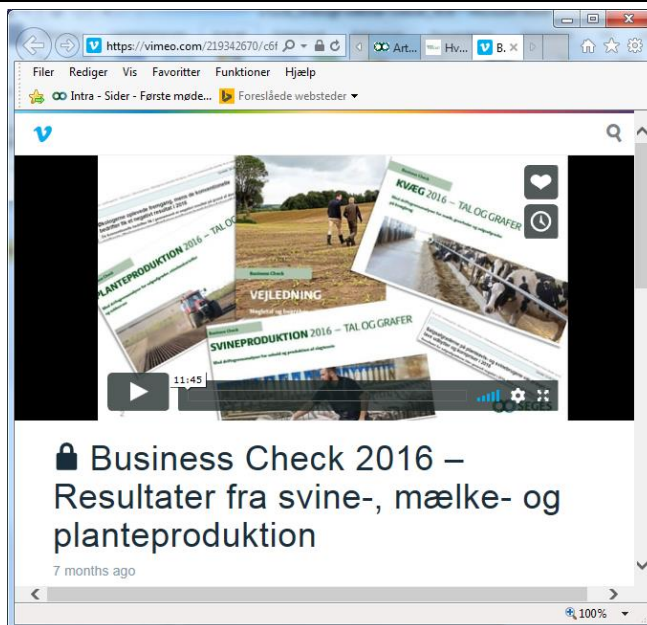 https://vimeo.com/219342670/c6f
Art...
Hv...
B.
Filer Rediger Vis Favoritter Funktioner Hjælp
Intra - Sider - Første møde...
Foreslåede websteder
KVÆG 2016 – TAL OG GRAFER
PLANTEPRODUKTION 2016 – TAL OG
Business Check
VEJLEDNING
SVINEPRODUKTION 2016 – TAL OG GRAFER
11:45
SEGES
Business Check 2016 –
Resultater fra svine-, mælke- og
planteproduktion
7 months ago
100%